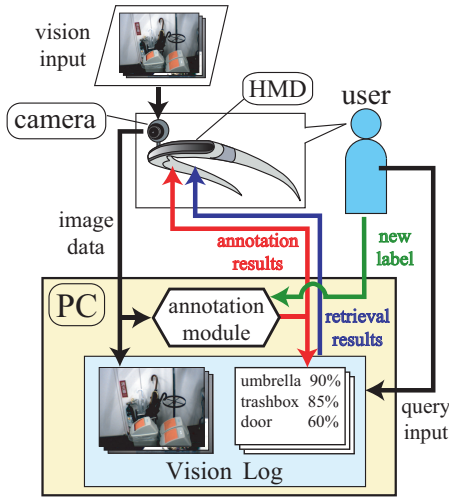 vision
input
HMD
user
camera
image
data
annotation
results
new
label
PC
annotation
module
retrieval
results
umbrella 90%
trashbox 85%
door 60%
query
input
Vision Log